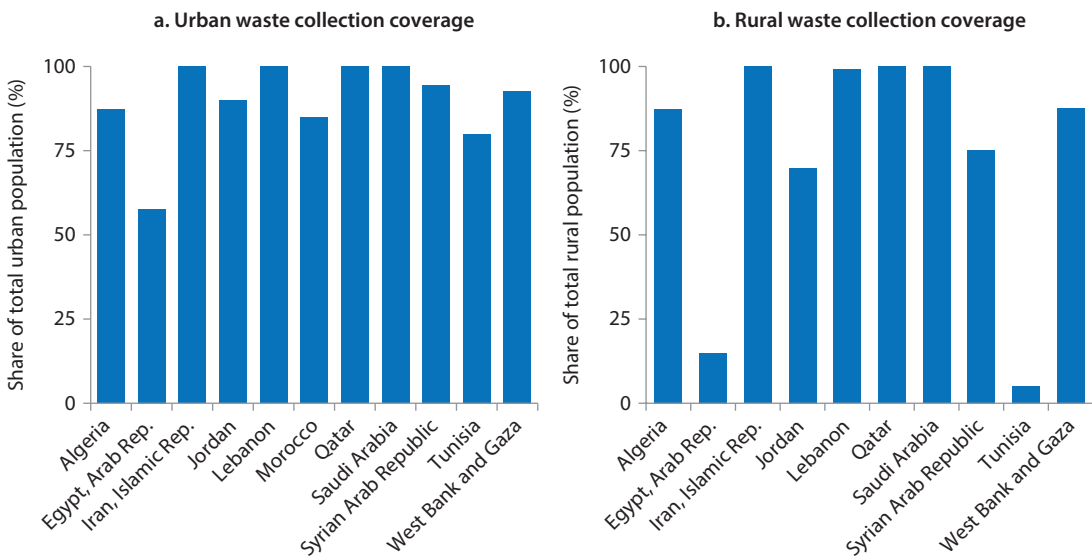 a. Urban waste collection coverage
Share of total urban population (%)
100
75
50
25
0
Algeria
Egypt, Arab Rep.
Iran, Islamic Rep.
Jordan
Lebanon
Morocco
Qatar
Saudi Arabia
Syrian Arab Republic
Tunisia
West Bank and Gaza
b. Rural waste collection coverage
Share of total rural population (%)
100
75
50
25
0
Algeria
Egypt, Arab Rep.
Iran, Islamic Rep.
Jordan
Lebanon
Qatar
Saudi Arabia
Syrian Arab Republic
Tunisia
West Bank and Gaza